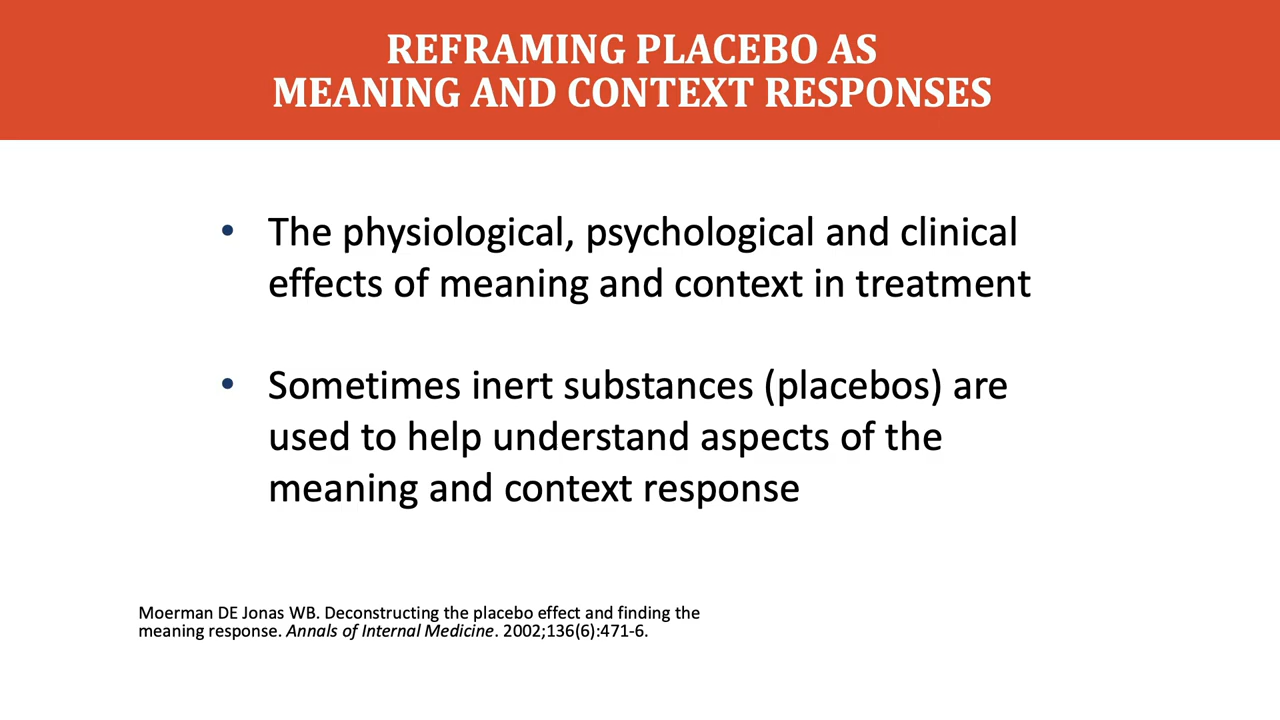 REFRAMING PLACEBO AS
MEANING AND CONTEXT RESPONSES
• The physiological, psychological and clinical
effects of meaning and context in treatment
• Sometimes inert substances (placebos) are
used to help understand aspects of the
meaning and context response
Moerman DE Jonas WB. Deconstructing the placebo effect and finding the
meaning response. Annals of Internal Medicine. 2002;136(6):471-6.